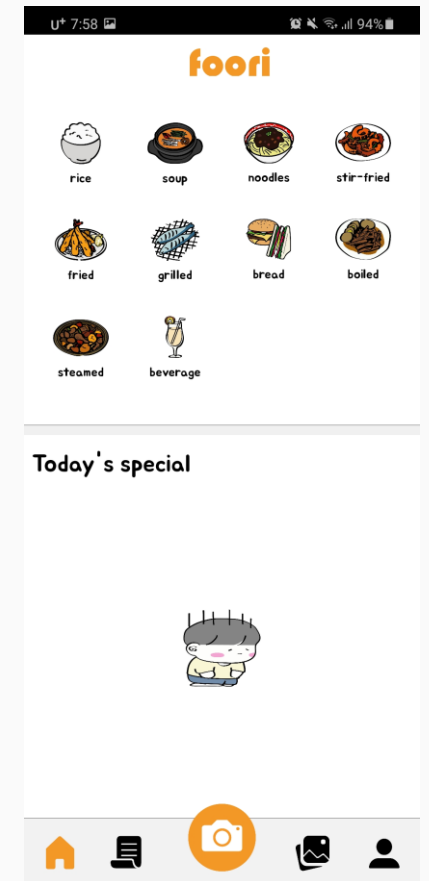 U+ 7:58 94%
foori
rice soup noodles stir-fried
fried grilled bread boiled
steamed beverage
Today's special